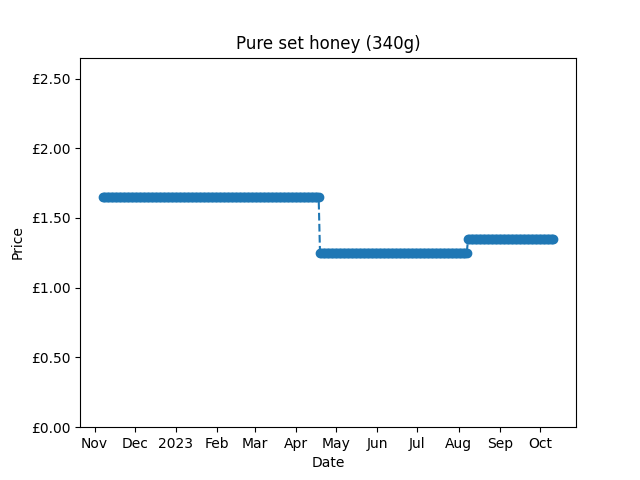 Pure set honey (340g)
£2.50
£2.00
£1.50
£1.00
£0.50
£0.00
Price
Nov Dec 2023 Feb Mar Apr May Jun Jul Aug Sep Oct
Date